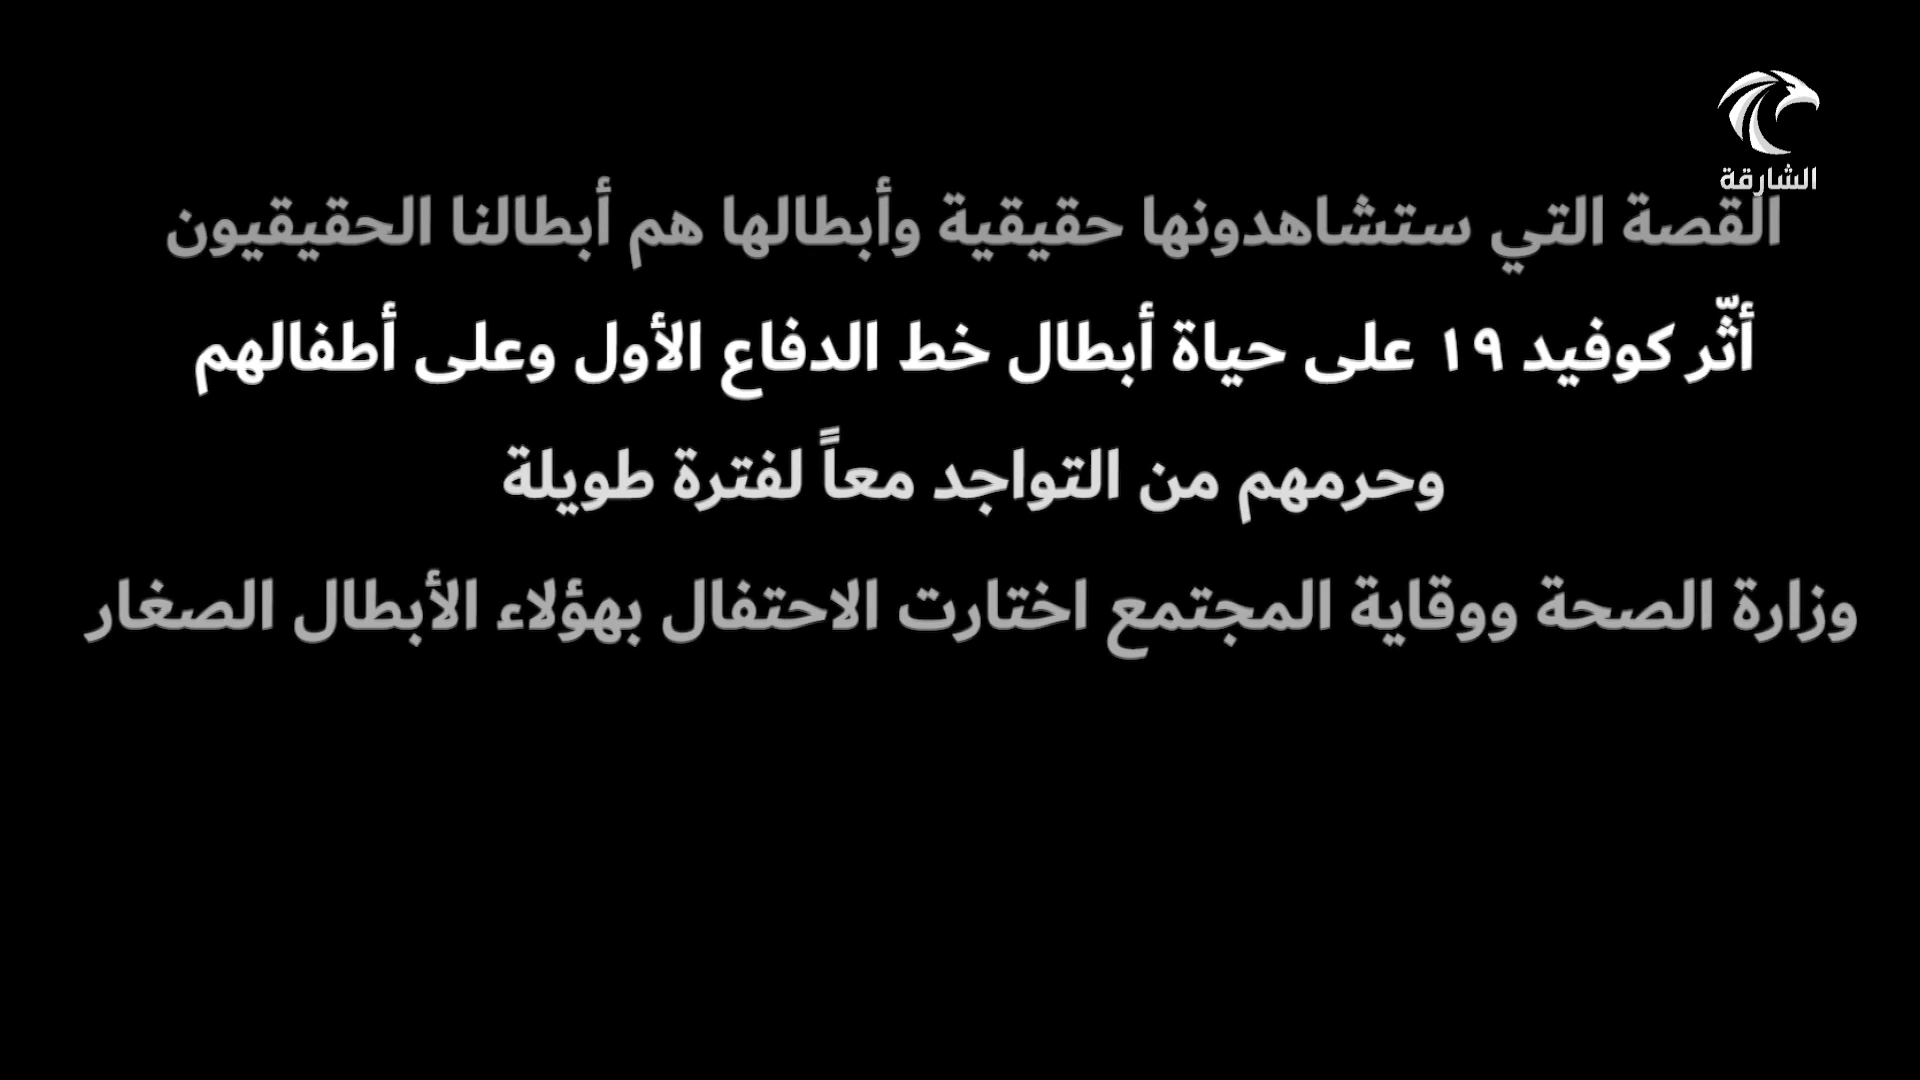 الشارقة
القصة التي ستشاهدونها حقيقية وأبطالها هم أبطالنا الحقيقيون
أثّر كوفيد ١٩ على حياة أبطال خط الدفاع الأول وعلى أطفالهم
وحرمهم من التواجد معاً لفترة طويلة
وزارة الصحة ووقاية المجتمع اختارت الاحتفال بهؤلاء الأبطال الصغار